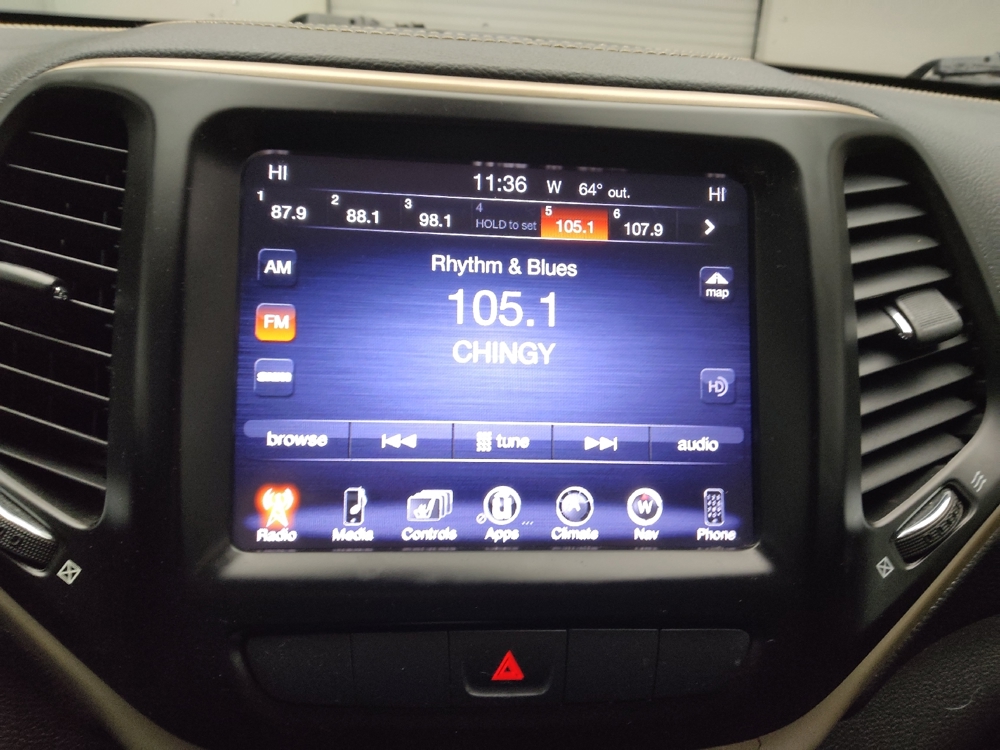 HI 11:36 W 64° out. HI
1 87.9 2 88.1 3 98.1 4 HOLD to set 5 105.1 6 107.9
AM Rhythm & Blues map
FM 105.1
CHINGY
HD
browse tune audio
Radio Media Controls Apps Climate W Nav Phone